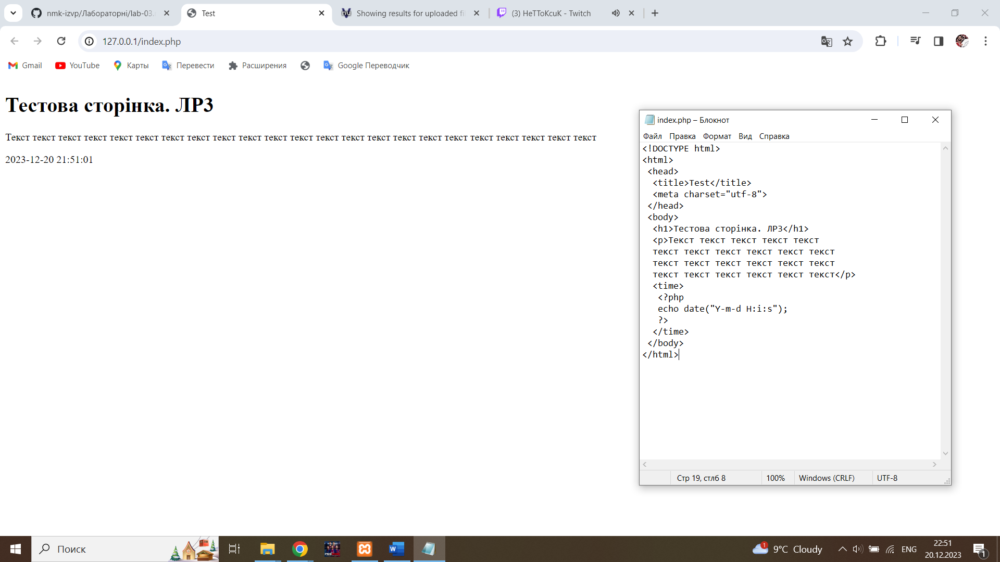 nmk-izvp/Лабораторні/lab-03.
Test
Showing results for uploaded fi
(3) HeTToKcuK - Twitch
127.0.0.1/index.php
Gmail
YouTube
Карты
Перевести
Расширения
Google Переводчик
Тестова сторінка. ЛР3
Текст текст текст текст текст текст текст текст текст текст текст текст текст текст текст текст текст текст текст текст текст текст текст
2023-12-20 21:51:01
index.php – Блокнот
Файл Правка Формат Вид Справка
<!DOCTYPE html>
<html>
<head>
<title>Test</title>
<meta charset="utf-8">
</head>
<body>
<h1>Тестова сторінка. ЛР3</h1>
<p>Текст текст текст текст текст
текст текст текст текст текст текст
текст текст текст текст текст текст
текст текст текст текст текст текст</p>
<time>
<?php
echo date("Y-m-d H:i:s");
?>
</time>
</body>
</html>
Стр 19, стлб 8
100%
Windows (CRLF)
UTF-8
Поиск
W
1
9°C Cloudy
ENG
22:51
20.12.2023
1